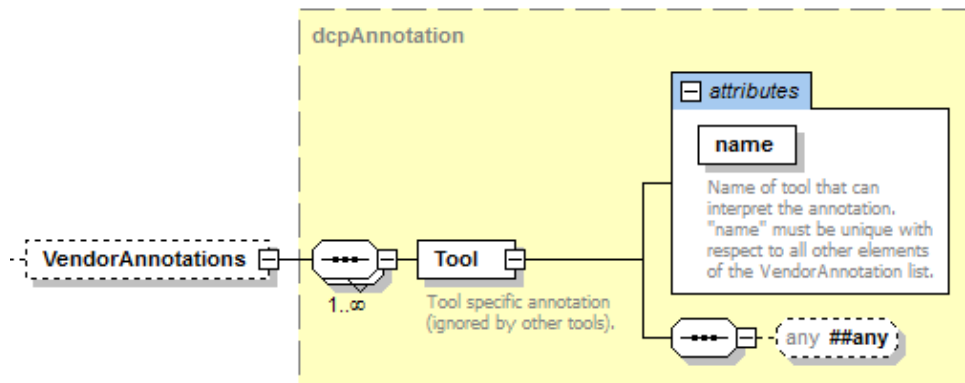 dcpAnnotation
attributes
name
Name of tool that can
interpret the annotation.
"name" must be unique with
respect to all other elements
of the VendorAnnotation list.
VendorAnnotations
Tool
1..∞
Tool specific annotation
(ignored by other tools).
any ##any